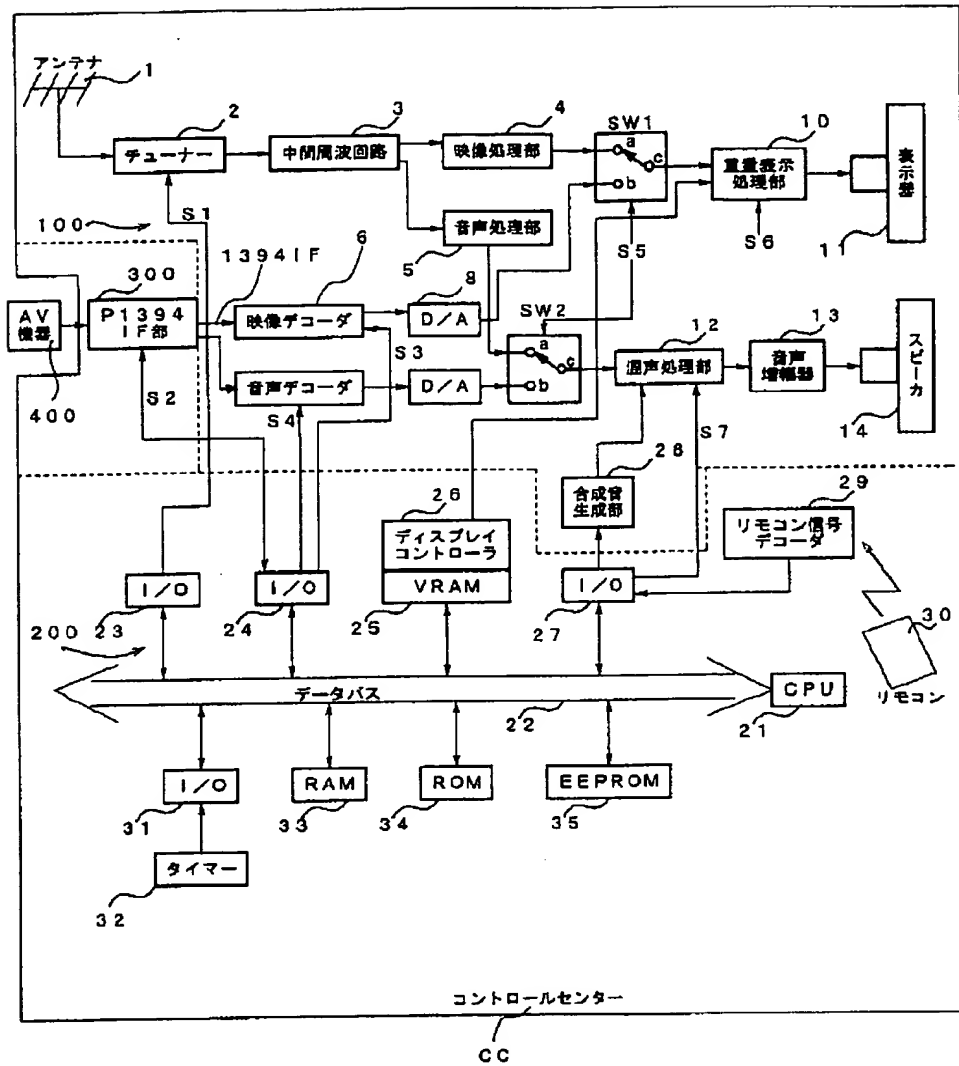 アンテナ
1
2
チューナー
3
中間周波回路
4
映像処理部
SW1
a
b
c
10
重畳表示
処理部
表示器
11
S1
100
音声処理部
5
S5
S6
300
P1394
IF部
AV
機器
400
1394IF
6
映像デコーダ
8
D/A
S3
SW2
a
b
c
12
混声処理部
13
音声
増幅器
スピーカ
14
S2
音声デコーダ
S4
D/A
S7
28
合成音
生成部
29
リモコン信号
デコーダ
26
ディスプレイ
コントローラ
VRAM
25
I/O
23
I/O
24
I/O
27
30
リモコン
200
データバス
22
CPU
21
I/O
31
RAM
33
ROM
34
EEPROM
35
タイマー
32
コントロールセンター
CC